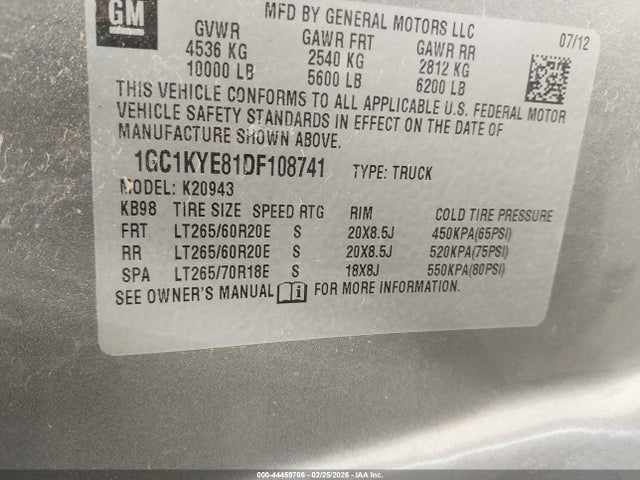 GM
MFD BY GENERAL MOTORS LLC
GVWR GAWR FRT GAWR RR 07/12
4536 KG 2540 KG 2812 KG
10000 LB 5600 LB 6200 LB
THIS VEHICLE CONFORMS TO ALL APPLICABLE U.S. FEDERAL MOTOR
VEHICLE SAFETY STANDARDS IN EFFECT ON THE DATE OF
MANUFACTURE SHOWN ABOVE.
1GC1KYE81DF108741 TYPE: TRUCK
MODEL: K20943
KB98 TIRE SIZE SPEED RTG RIM COLD TIRE PRESSURE
FRT LT265/60R20E S 20X8.5J 450KPA(65PSI)
RR LT265/60R20E S 20X8.5J 520KPA(75PSI)
SPA LT265/70R18E S 18X8J 550KPA(80PSI)
SEE OWNER'S MANUAL FOR MORE INFORMATION.
000-44459706 - 02/25/2026 - IAAI.COM